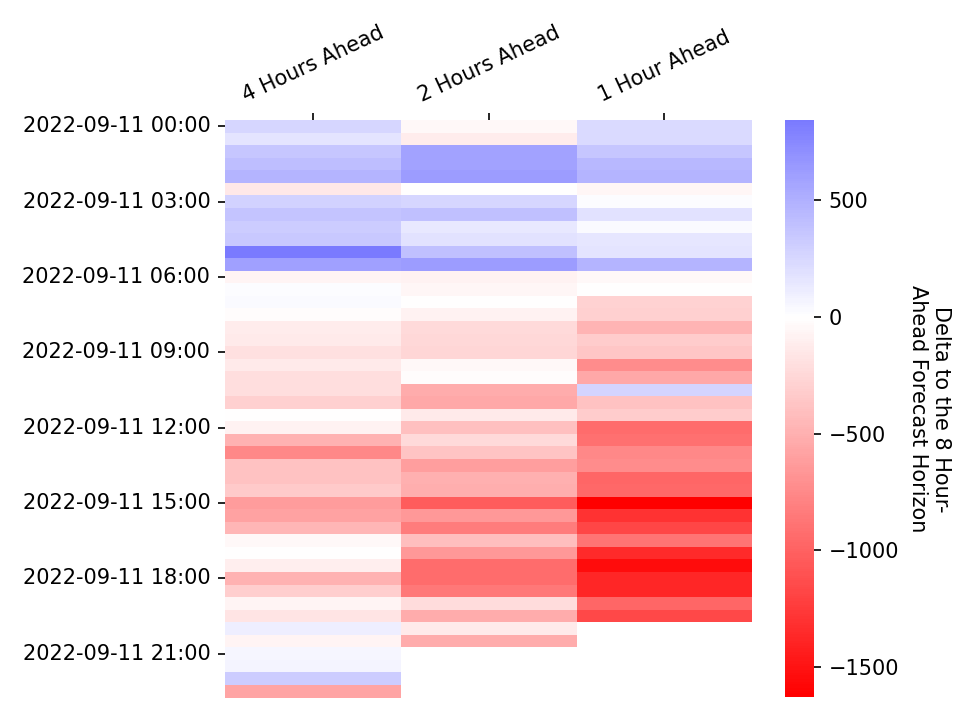 4 Hours Ahead
2 Hours Ahead
1 Hour Ahead
2022-09-11 00:00
2022-09-11 03:00
2022-09-11 06:00
2022-09-11 09:00
2022-09-11 12:00
2022-09-11 15:00
2022-09-11 18:00
2022-09-11 21:00
500
0
−500
−1000
−1500
Delta to the 8 Hour-
Ahead Forecast Horizon